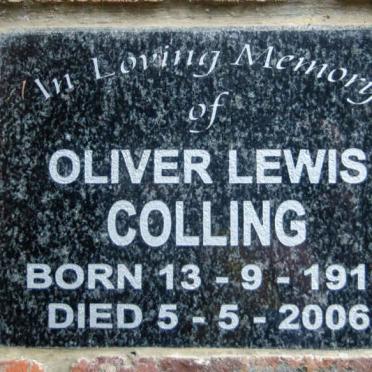 In Loving Memory
of
OLIVER LEWIS
COLLING
BORN 13 - 9 - 191
DIED 5 - 5 - 2006